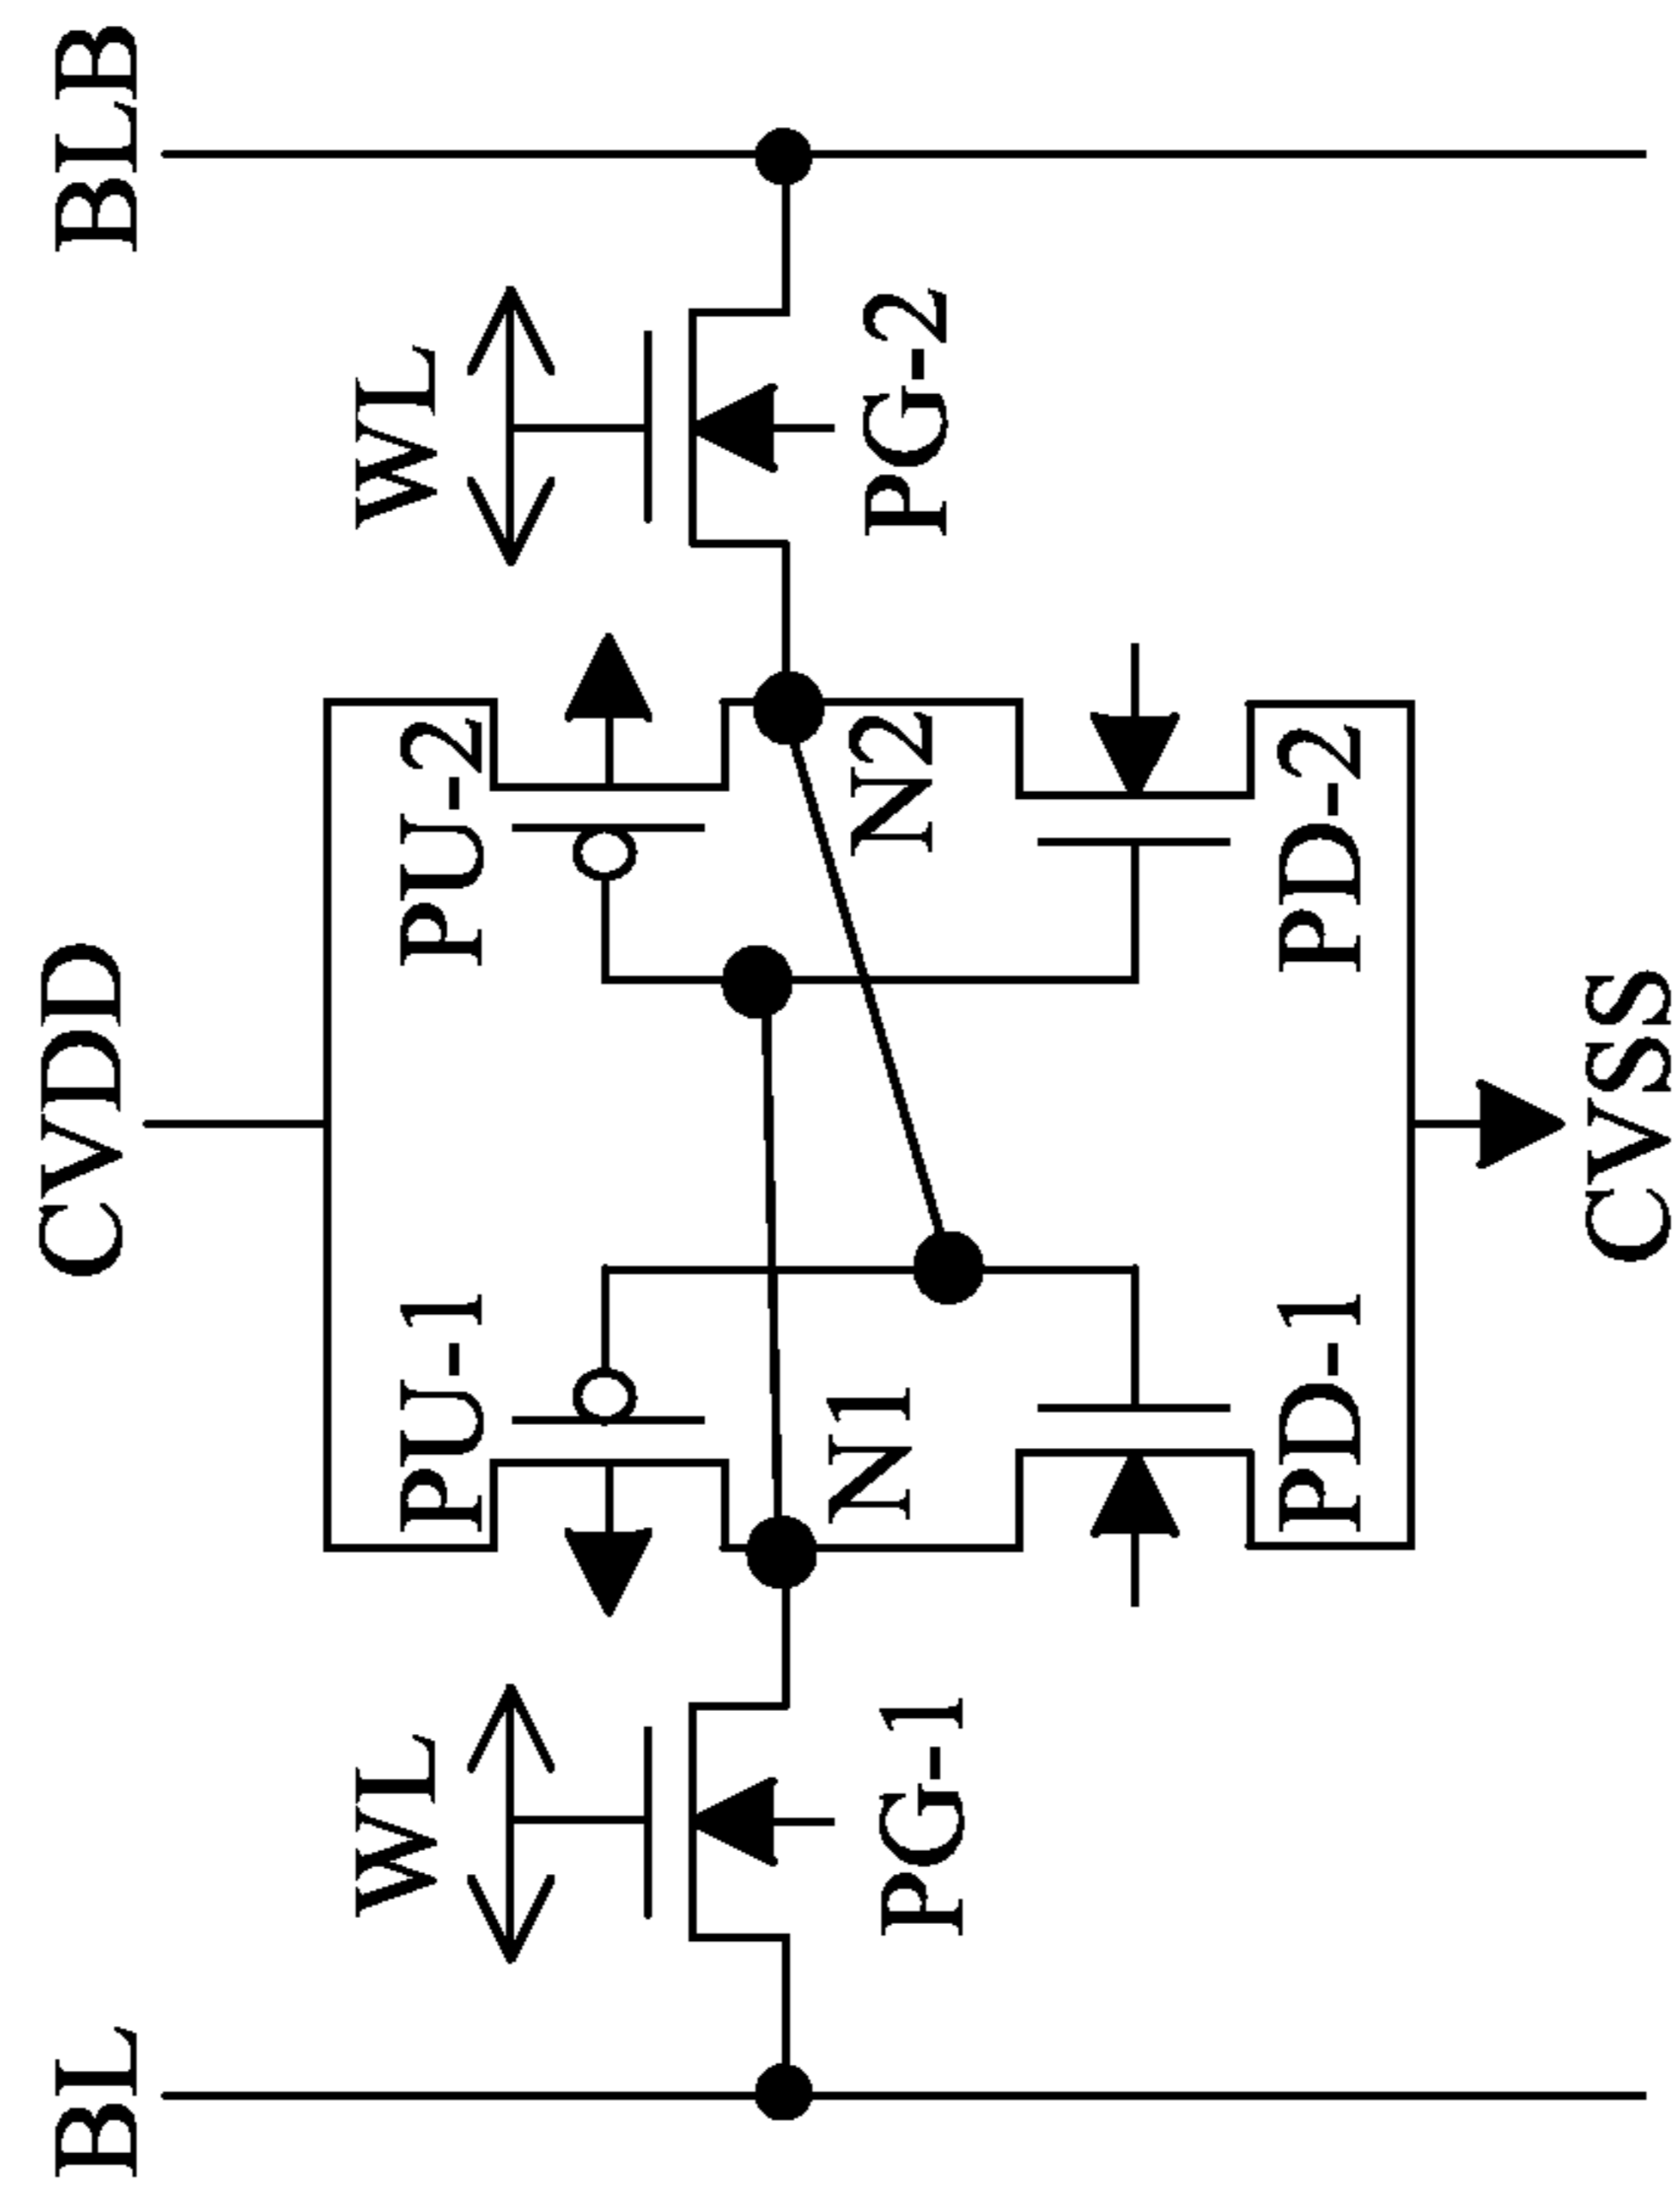 CVDD
BL
BLB
WL
WL
PU-1
PU-2
PG-1
N1
N2
PG-2
PD-1
PD-2
CVSS